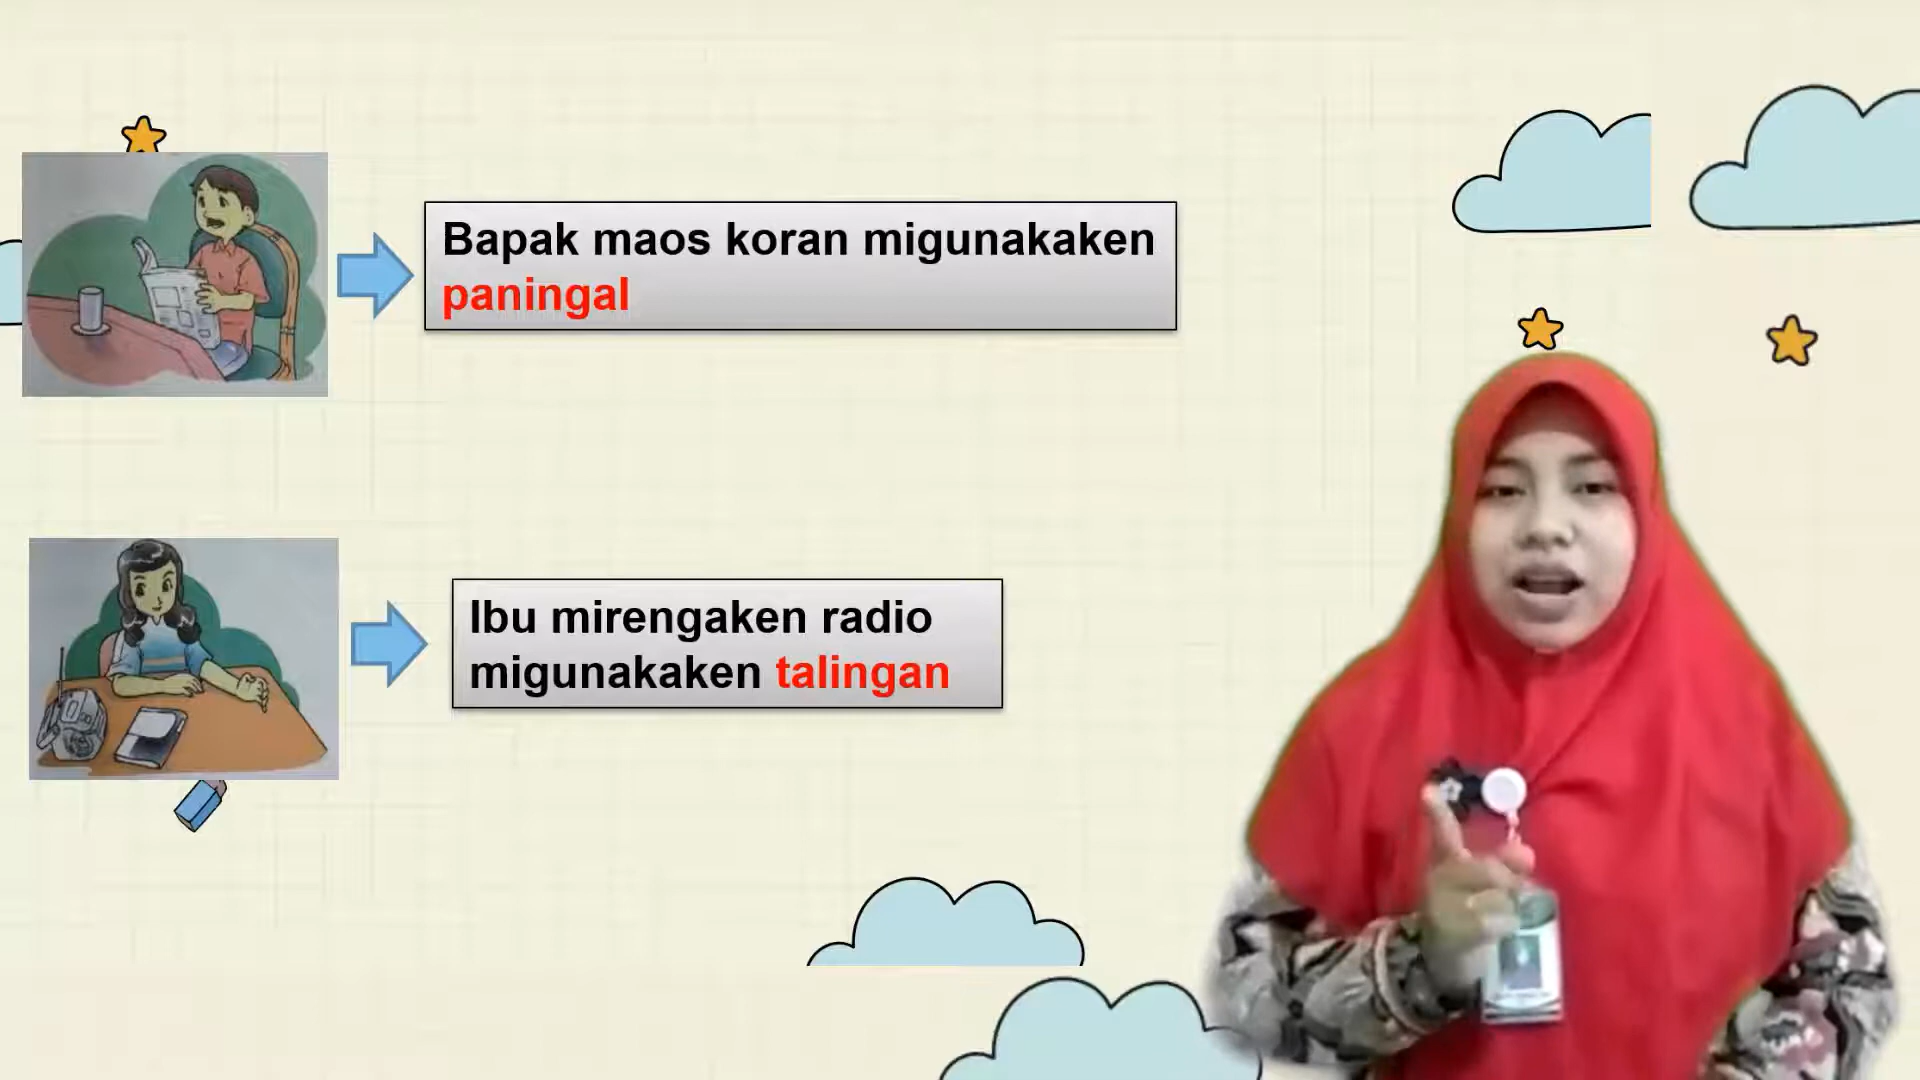 Bapak maos koran migunakaken
paningal
Ibu mirengaken radio
migunakaken talingan